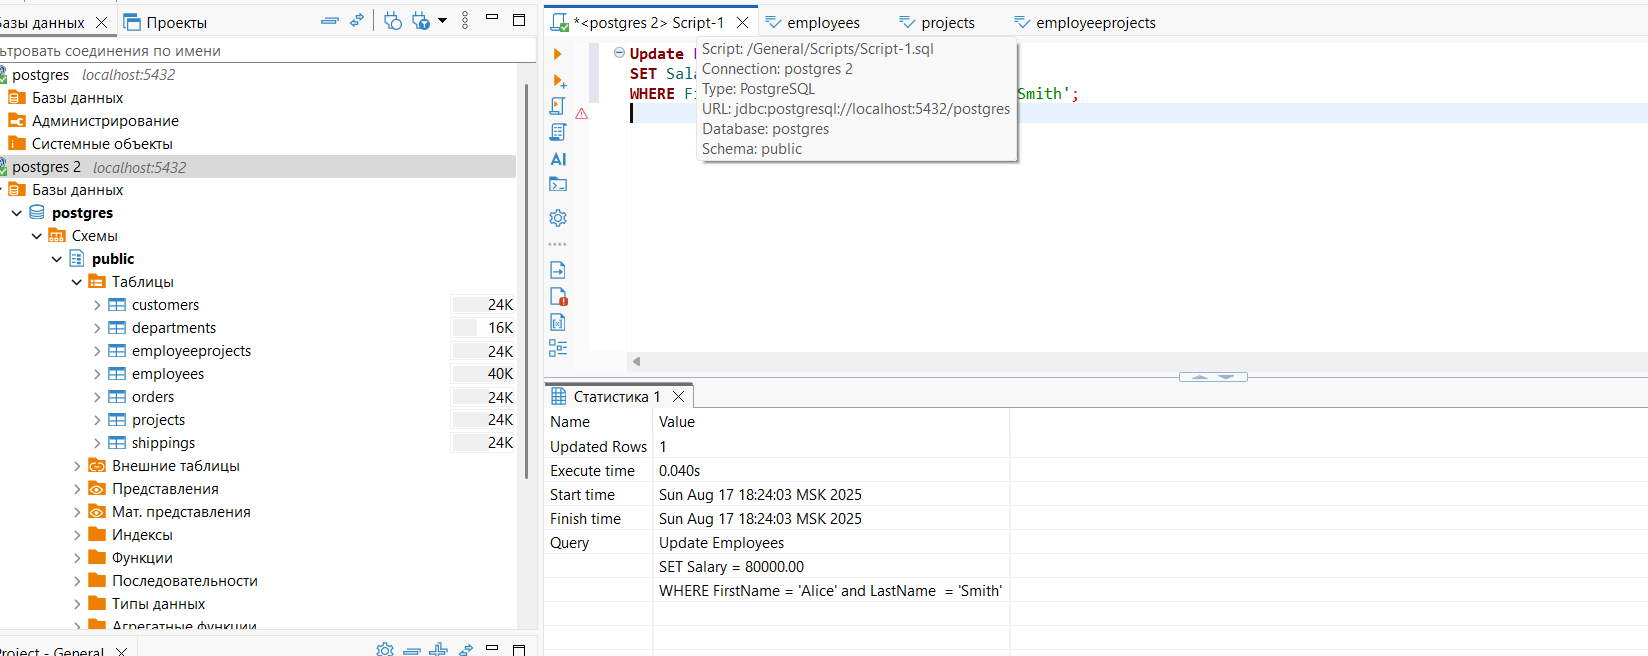 азы данных
Проекты
ьтровать соединения по имени
postgres localhost:5432
Базы данных
Администрирование
Системные объекты
postgres 2 localhost:5432
Базы данных
postgres
Схемы
public
Таблицы
customers 24K
departments 16K
employeeprojects 24K
employees 40K
orders 24K
projects 24K
shippings 24K
Внешние таблицы
Представления
Мат. представления
Индексы
Функции
Последовательности
Типы данных
Агрегатные функции
roject - General
*<postgres 2> Script-1
employees
projects
employeeprojects
Update
SET Sala
WHERE F
Smith';
Script: /General/Scripts/Script-1.sql
Connection: postgres 2
Type: PostgreSQL
URL: jdbc:postgresql://localhost:5432/postgres
Database: postgres
Schema: public
AI
Статистика 1
Name Value
Updated Rows 1
Execute time 0.040s
Start time Sun Aug 17 18:24:03 MSK 2025
Finish time Sun Aug 17 18:24:03 MSK 2025
Query Update Employees
SET Salary = 80000.00
WHERE FirstName = 'Alice' and LastName  = 'Smith'